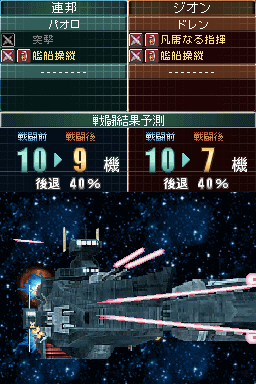 連邦 ジオン
パオロ ドレン
突撃 凡庸なる指揮
艦船操縦 艦船操縦
-------- --------
戦闘結果予測
戦闘前 戦闘後 戦闘前 戦闘後
10 ▶ 9 機 10 ▶ 7 機
後退 40% 後退 40%